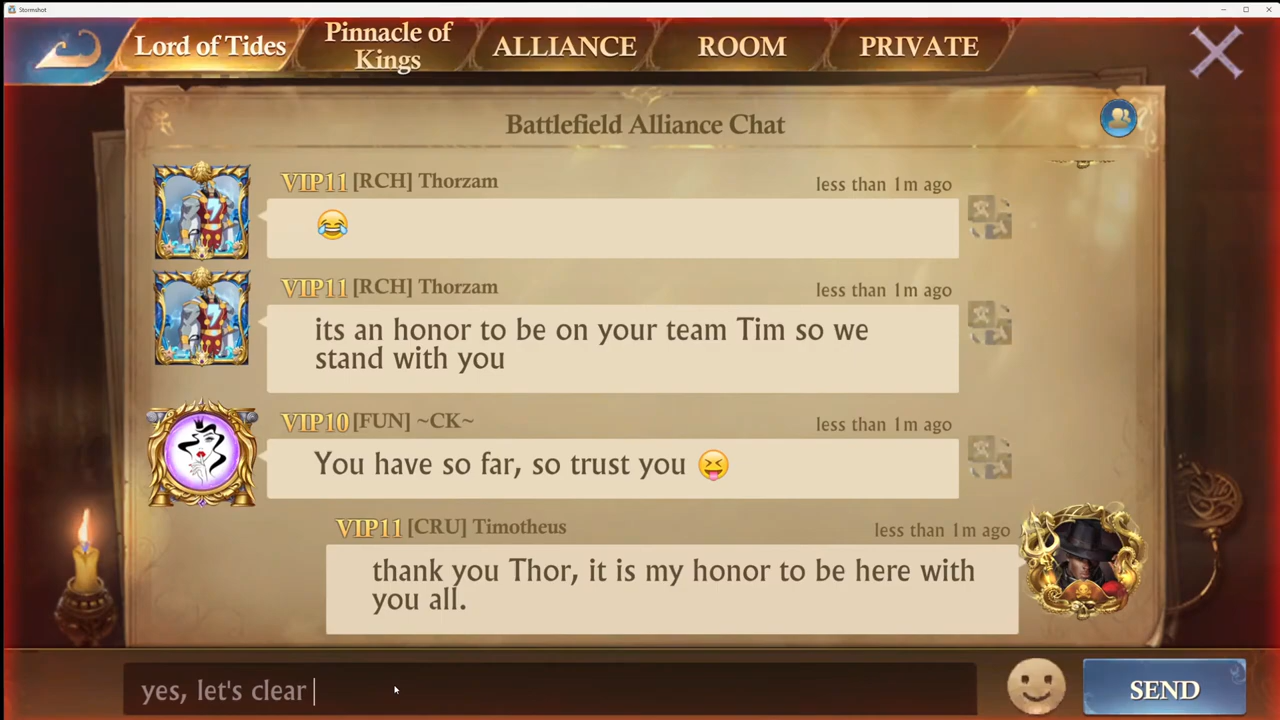 Stormshot
Lord of Tides
Pinnacle of
Kings
ALLIANCE
ROOM
PRIVATE
Battlefield Alliance Chat
VIP11 [RCH] Thorzam
less than 1m ago
😂
VIP11 [RCH] Thorzam
less than 1m ago
its an honor to be on your team Tim so we
stand with you
VIP10 [FUN] ~CK~
less than 1m ago
You have so far, so trust you 😝
VIP11 [CRU] Timotheus
less than 1m ago
thank you Thor, it is my honor to be here with
you all.
yes, let's clear
SEND